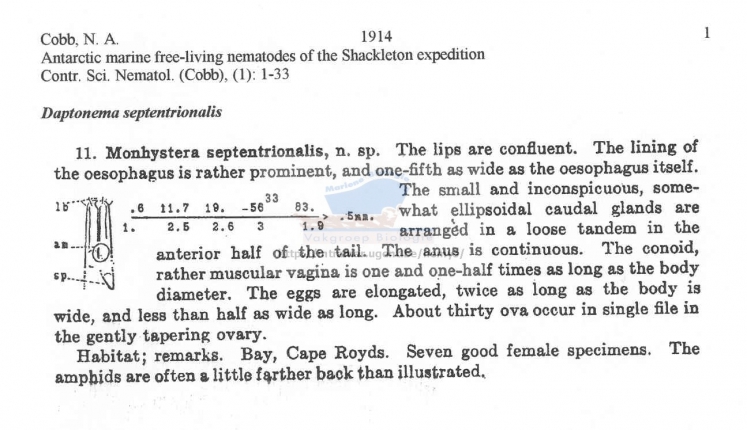 Cobb, N. A. 1914 1
Antarctic marine free-living nematodes of the Shackleton expedition
Contr. Sci. Nematol. (Cobb), (1): 1-33
Daptonema septentrionalis
11. Monhystera septentrionalis, n. sp. The lips are confluent. The lining of
the oesophagus is rather prominent, and one-fifth as wide as the oesophagus itself.
The small and inconspicuous, some-
what ellipsoidal caudal glands are
arranged in a loose tandem in the
anterior half of the tail. The anus is continuous. The conoid,
rather muscular vagina is one and one-half times as long as the body
diameter. The eggs are elongated, twice as long as the body is
wide, and less than half as wide as long. About thirty ova occur in single file in
the gently tapering ovary.
Habitat; remarks. Bay, Cape Royds. Seven good female specimens. The
amphids are often a little farther back than illustrated.
lb
am
sp
.6 11.7 19. -56 33 83.
1. 2.5 2.6 3 1.9 > .5mm.
Vakgroep Biologie